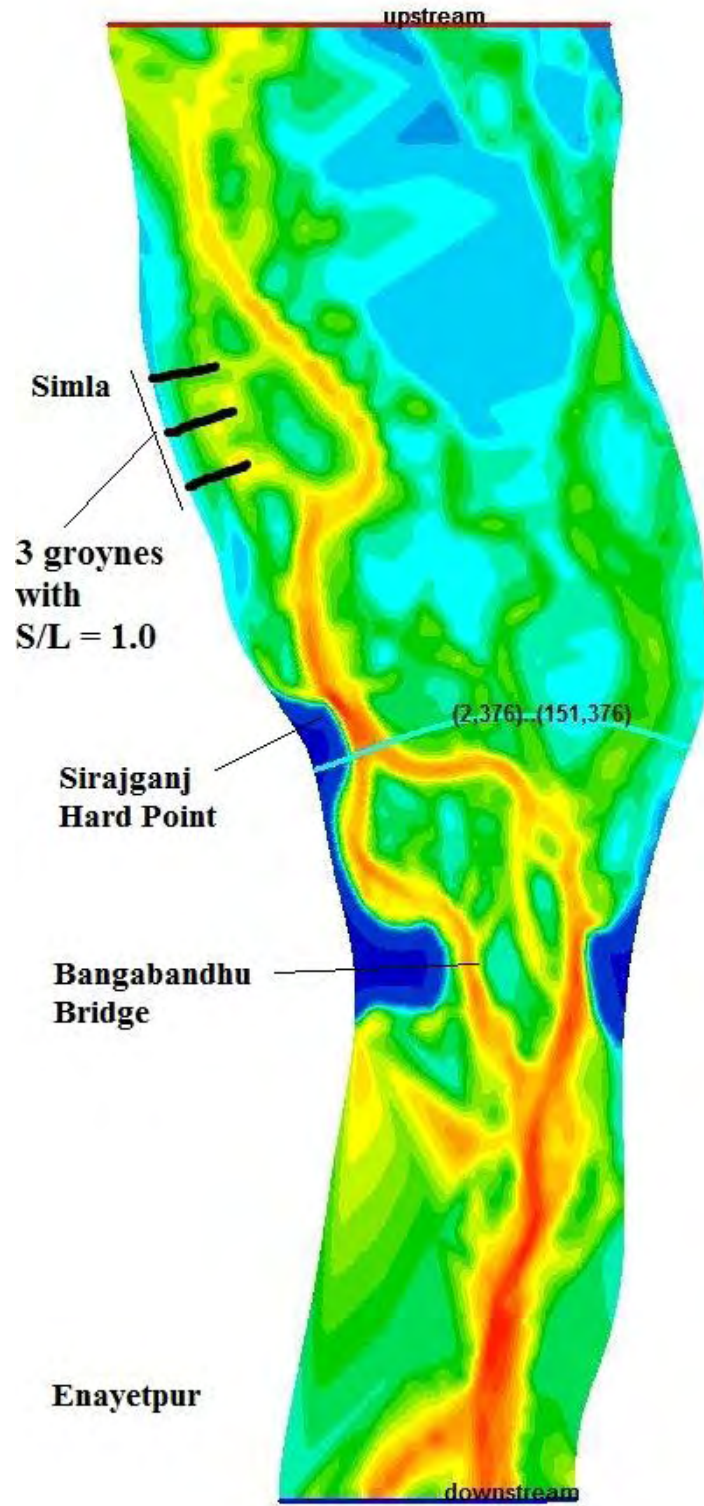 upstream
Simla
3 groynes
with
S/L = 1.0
(2,376)..(151,376)
Sirajganj
Hard Point
Bangabandhu
Bridge
Enayetpur
downstream